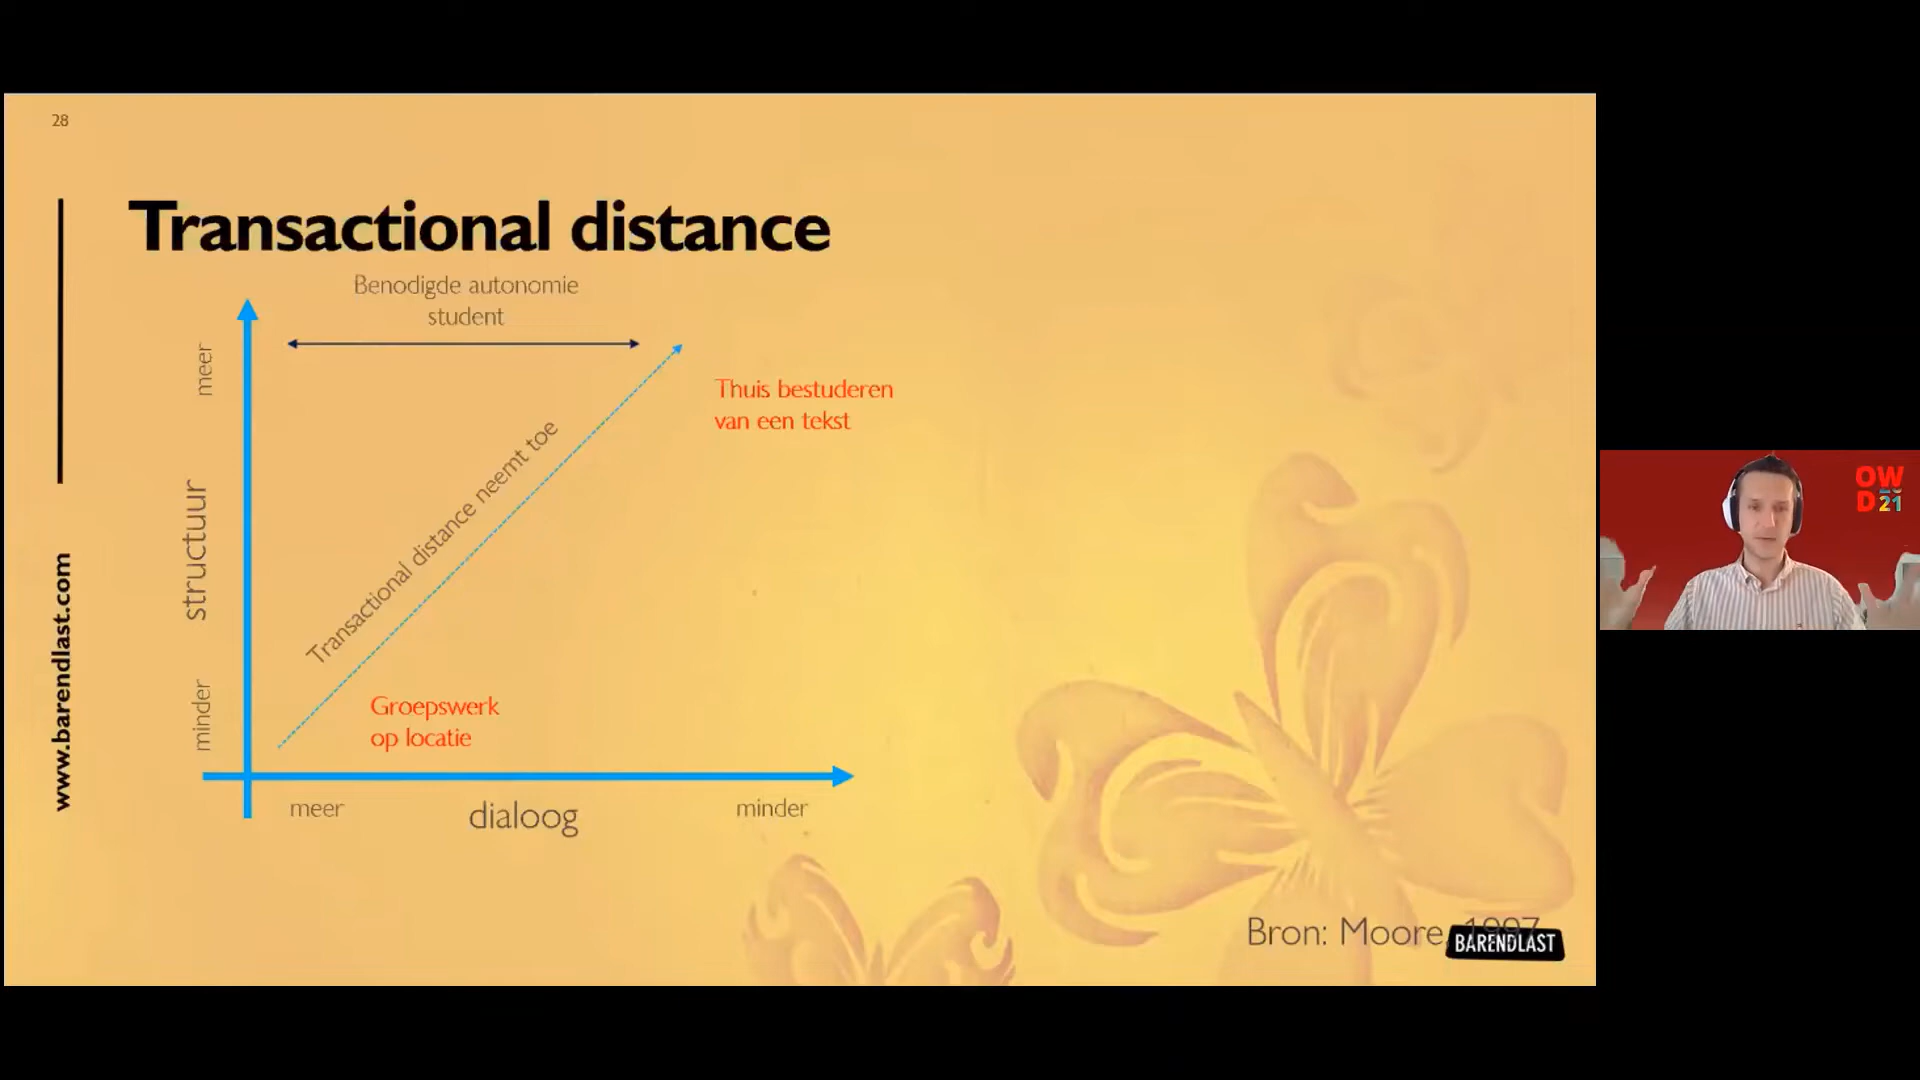 28
Transactional distance
Benodigde autonomie
student
meer
structuur
minder
Transactional distance neemt toe
Thuis bestuderen
van een tekst
Groepswerk
op locatie
meer
dialoog
minder
www.barendlast.com
Bron: Moore, 1997
BARENDLAST
OW
D21